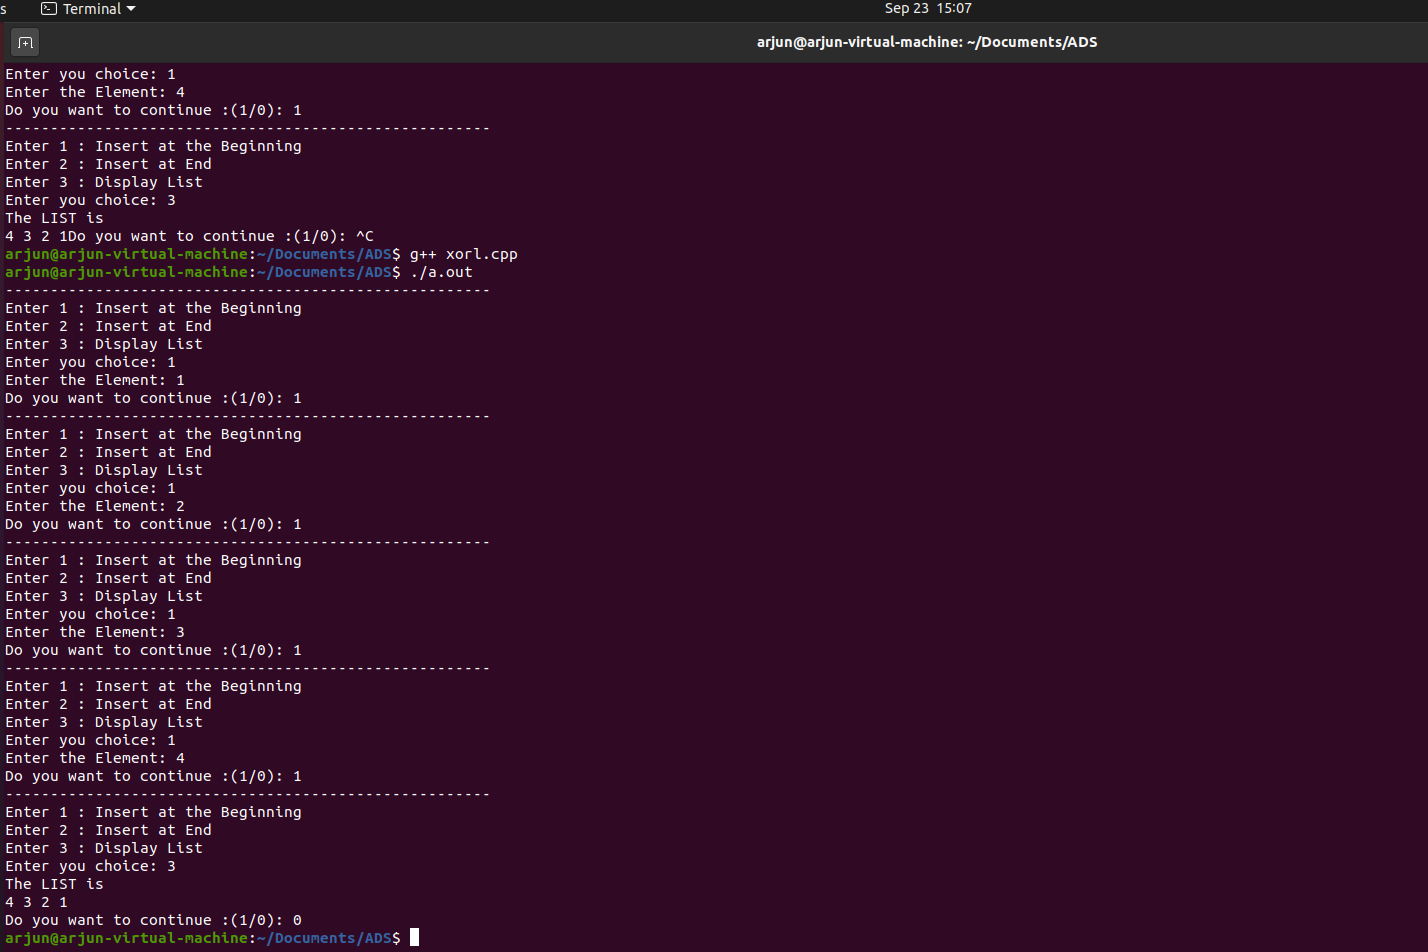 s Terminal Sep 23 15:07
arjun@arjun-virtual-machine: ~/Documents/ADS
Enter you choice: 1
Enter the Element: 4
Do you want to continue :(1/0): 1
------------------------------------------------------
Enter 1 : Insert at the Beginning
Enter 2 : Insert at End
Enter 3 : Display List
Enter you choice: 3
The LIST is
4 3 2 1Do you want to continue :(1/0): ^C
arjun@arjun-virtual-machine:~/Documents/ADS$ g++ xorl.cpp
arjun@arjun-virtual-machine:~/Documents/ADS$ ./a.out
------------------------------------------------------
Enter 1 : Insert at the Beginning
Enter 2 : Insert at End
Enter 3 : Display List
Enter you choice: 1
Enter the Element: 1
Do you want to continue :(1/0): 1
------------------------------------------------------
Enter 1 : Insert at the Beginning
Enter 2 : Insert at End
Enter 3 : Display List
Enter you choice: 1
Enter the Element: 2
Do you want to continue :(1/0): 1
------------------------------------------------------
Enter 1 : Insert at the Beginning
Enter 2 : Insert at End
Enter 3 : Display List
Enter you choice: 1
Enter the Element: 3
Do you want to continue :(1/0): 1
------------------------------------------------------
Enter 1 : Insert at the Beginning
Enter 2 : Insert at End
Enter 3 : Display List
Enter you choice: 1
Enter the Element: 4
Do you want to continue :(1/0): 1
------------------------------------------------------
Enter 1 : Insert at the Beginning
Enter 2 : Insert at End
Enter 3 : Display List
Enter you choice: 3
The LIST is
4 3 2 1
Do you want to continue :(1/0): 0
arjun@arjun-virtual-machine:~/Documents/ADS$